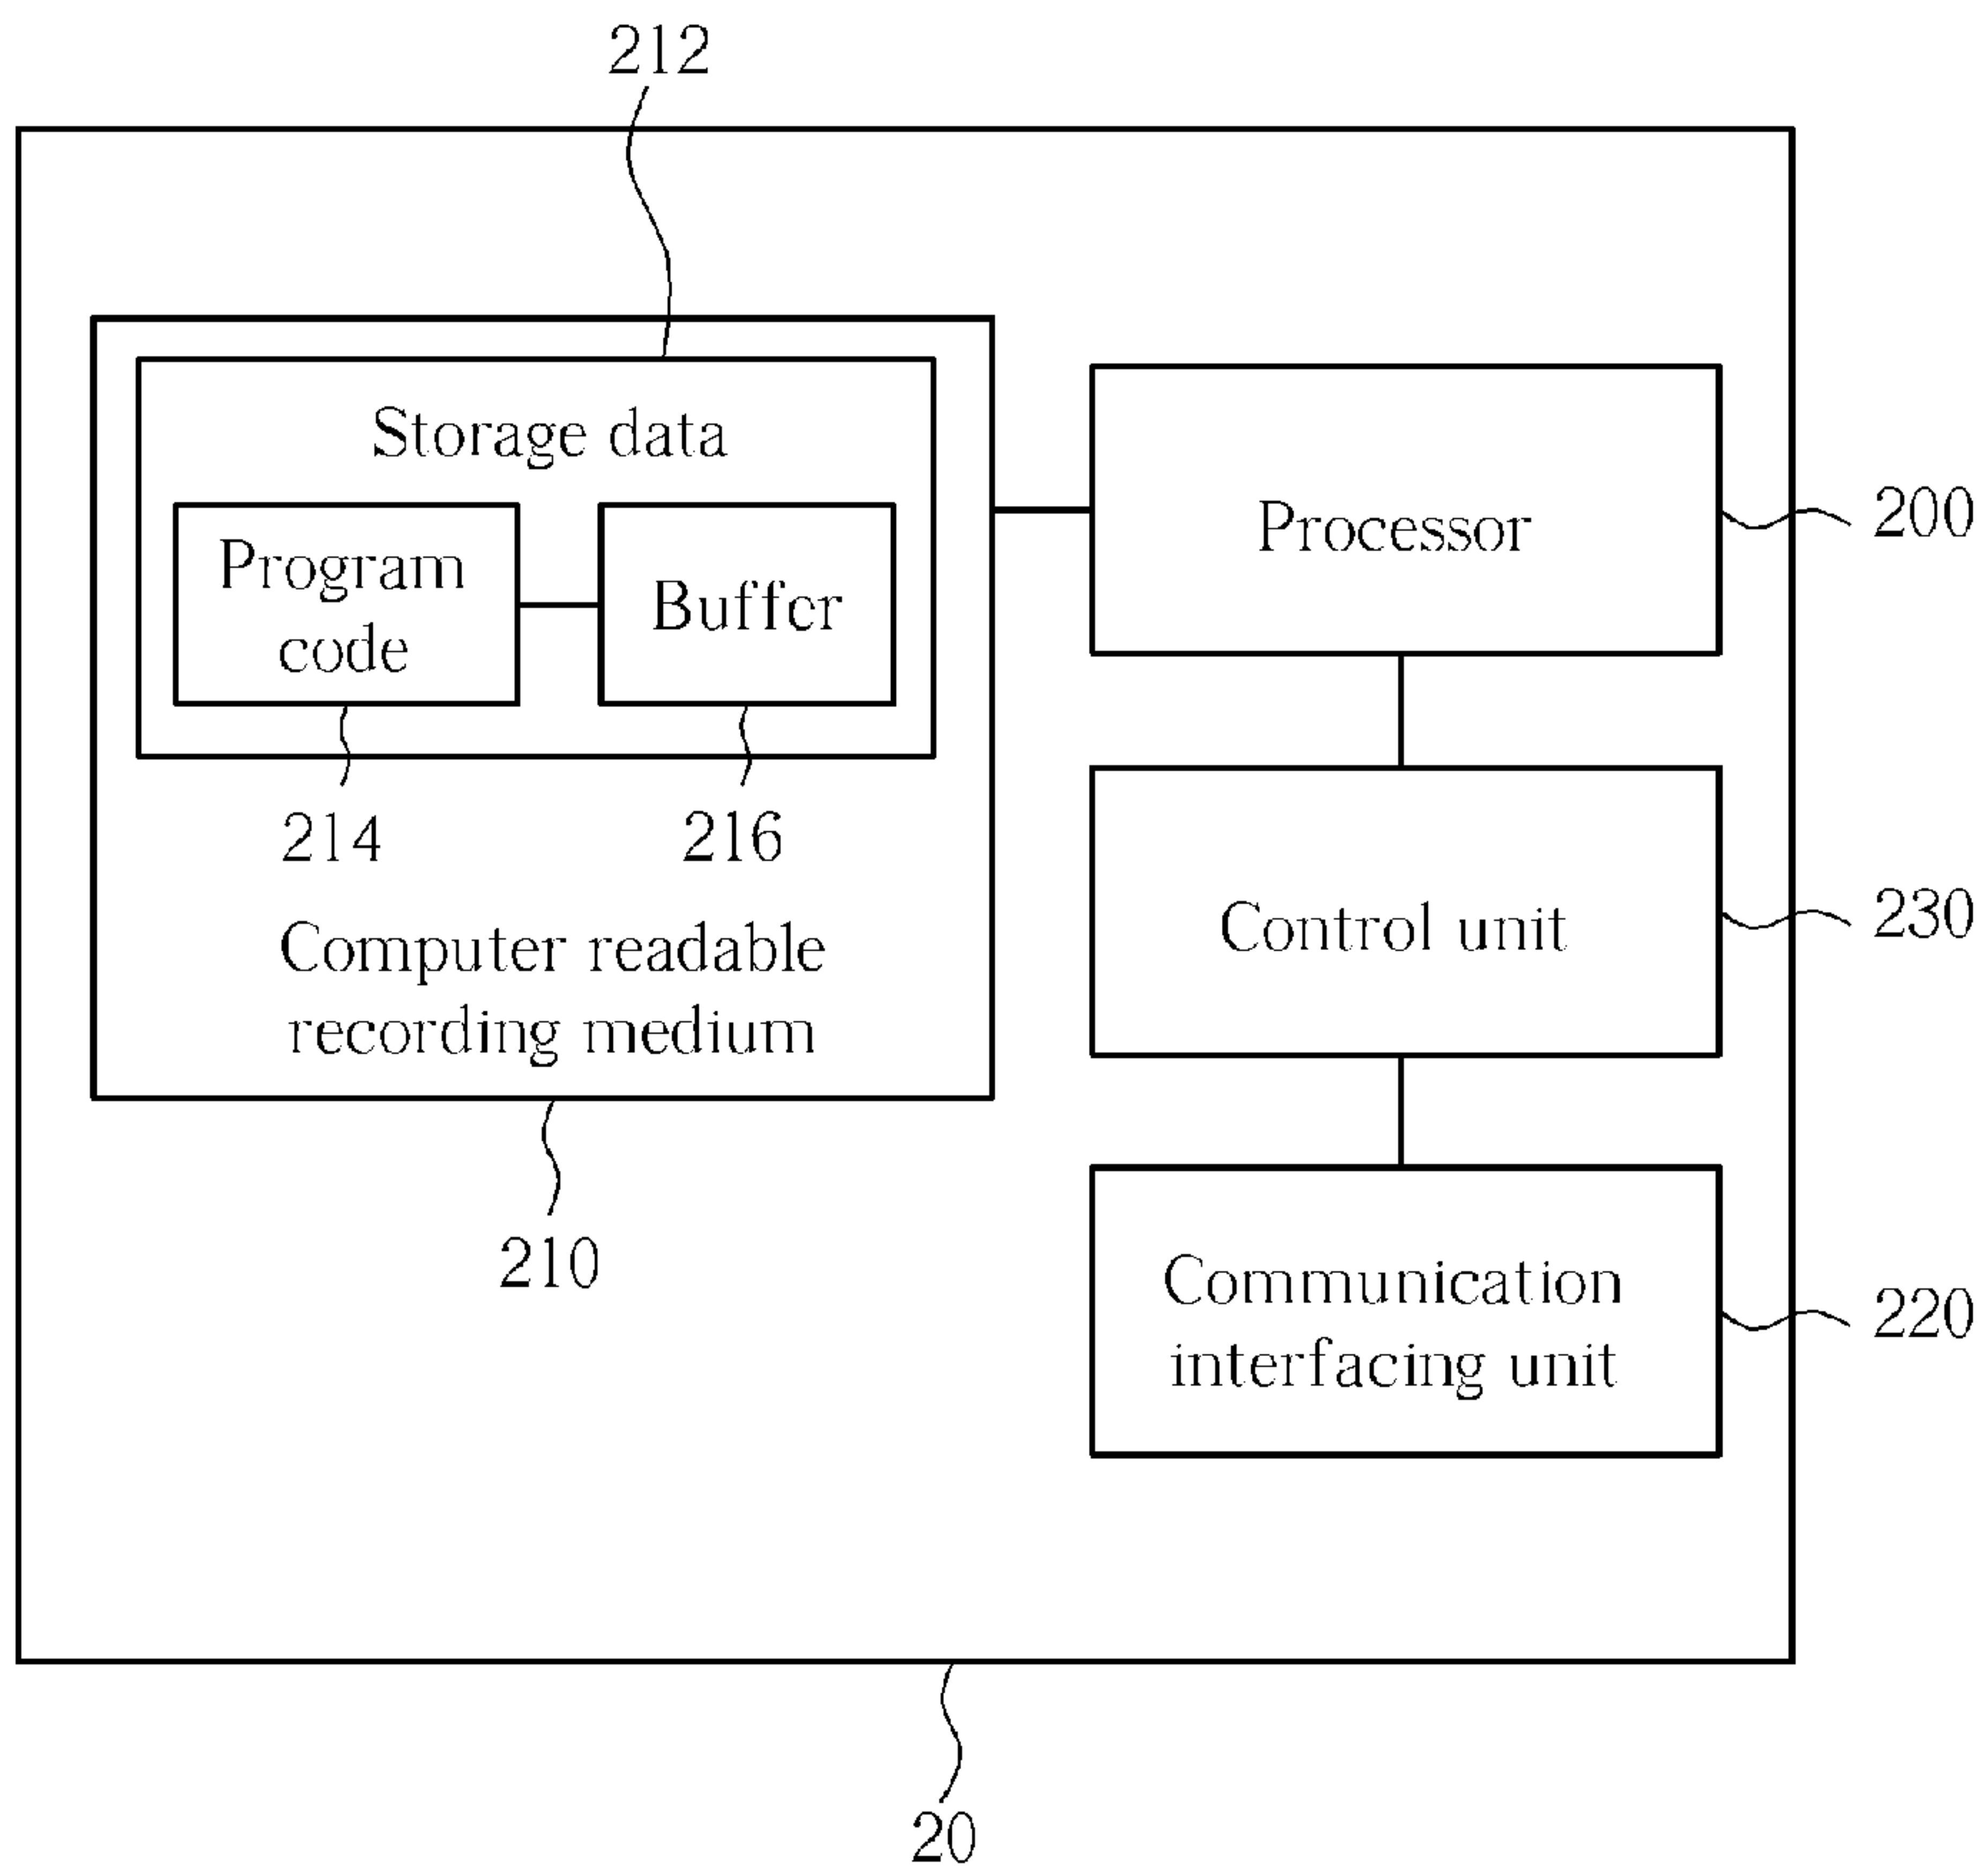 212
Storage data
Program
code
Buffer
214
216
Computer readable
recording medium
210
Processor
200
Control unit
230
Communication
interfacing unit
220
20